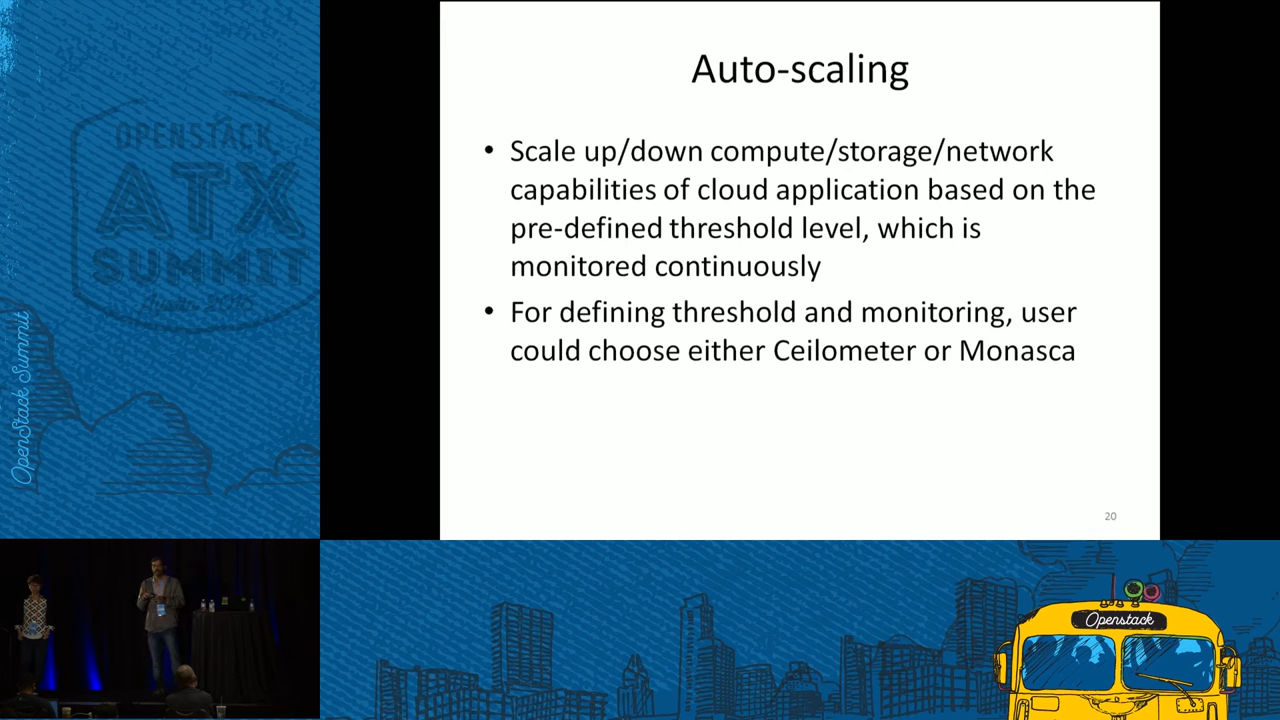 OPENSTACK
ATX
SUMMIT
Austin 2016
OpenStack Summit
Auto-scaling
• Scale up/down compute/storage/network
capabilities of cloud application based on the
pre-defined threshold level, which is
monitored continuously
• For defining threshold and monitoring, user
could choose either Ceilometer or Monasca
20
Openstack